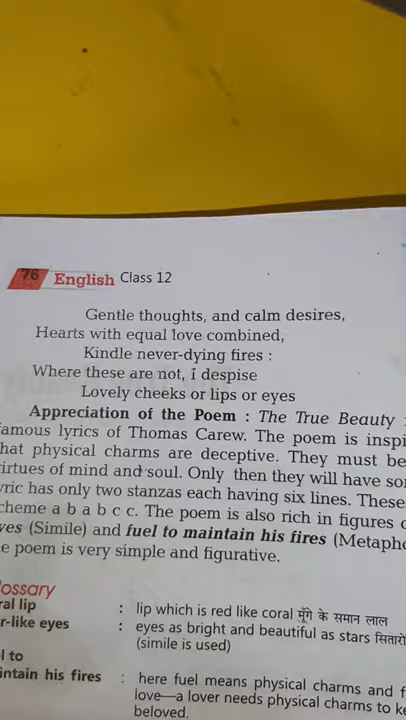 76 English Class 12
Gentle thoughts, and calm desires,
Hearts with equal love combined,
Kindle never-dying fires :
Where these are not, I despise
Lovely cheeks or lips or eyes
Appreciation of the Poem : The True Beauty
famous lyrics of Thomas Carew. The poem is inspi
that physical charms are deceptive. They must be
virtues of mind and soul. Only then they will have so
yric has only two stanzas each having six lines. These
cheme a b a b c c. The poem is also rich in figures
yes (Simile) and fuel to maintain his fires (Metapho
e poem is very simple and figurative.
lossary
ral lip : lip which is red like coral मूँगे के समान लाल
r-like eyes : eyes as bright and beautiful as stars सितारो
(simile is used)
l to
intain his fires : here fuel means physical charms and f
love—a lover needs physical charms to ke
beloved.